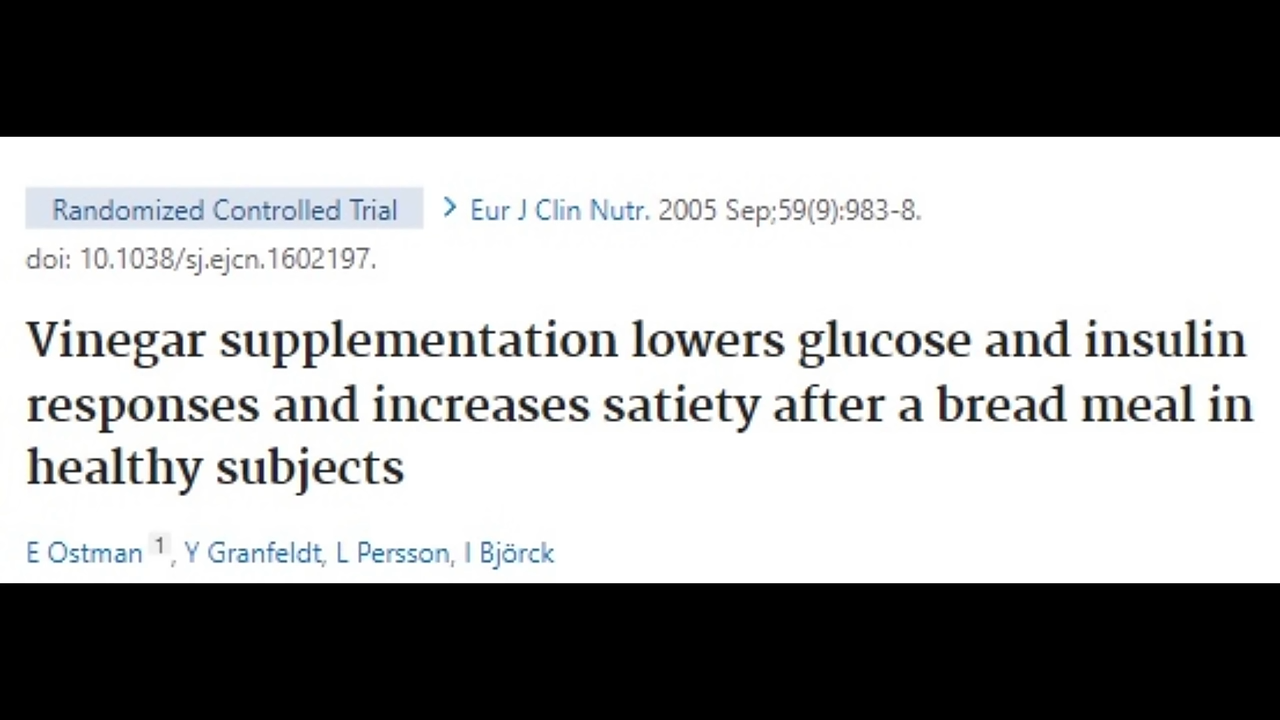 Randomized Controlled Trial > Eur J Clin Nutr. 2005 Sep;59(9):983-8.
doi: 10.1038/sj.ejcn.1602197.
Vinegar supplementation lowers glucose and insulin
responses and increases satiety after a bread meal in
healthy subjects
E Ostman 1, Y Granfeldt, L Persson, I Björck